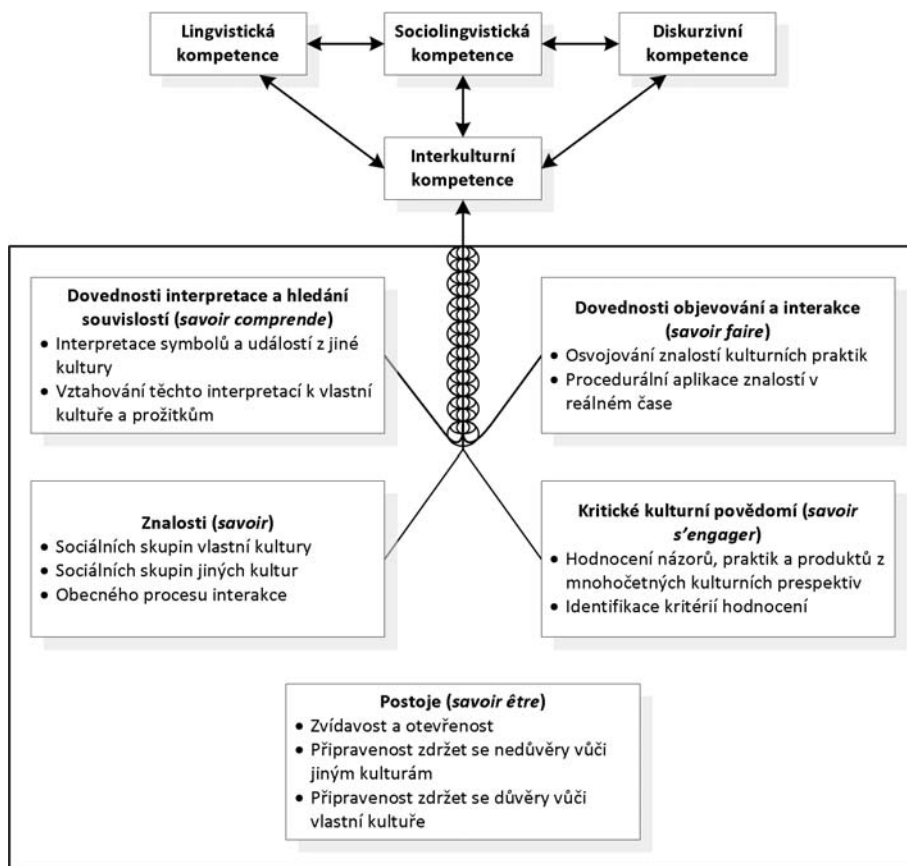 Lingvistická
kompetence
Sociolingvistická
kompetence
Diskurzivní
kompetence
Interkulturní
kompetence
Dovednosti interpretace a hledání
souvislostí (savoir comprende)
• Interpretace symbolů a událostí z jiné
kultury
• Vztahování těchto interpretací k vlastní
kultuře a prožitkům
Dovednosti objevování a interakce
(savoir faire)
• Osvojování znalostí kulturních praktik
• Procedurální aplikace znalostí v
reálném čase
Znalosti (savoir)
• Sociálních skupin vlastní kultury
• Sociálních skupin jiných kultur
• Obecného procesu interakce
Kritické kulturní povědomí (savoir
s’engager)
• Hodnocení názorů, praktik a produktů z
mnohočetných kulturních prespektiv
• Identifikace kritérií hodnocení
Postoje (savoir être)
• Zvídavost a otevřenost
• Připravenost zdržet se nedůvěry vůči
jiným kulturám
• Připravenost zdržet se důvěry vůči
vlastní kultuře